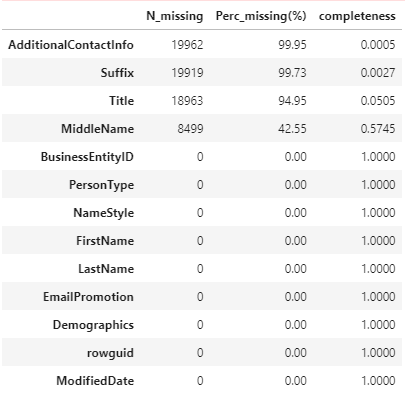 N_missing Perc_missing(%) completeness
AdditionalContactInfo 19962 99.95 0.0005
Suffix 19919 99.73 0.0027
Title 18963 94.95 0.0505
MiddleName 8499 42.55 0.5745
BusinessEntityID 0 0.00 1.0000
PersonType 0 0.00 1.0000
NameStyle 0 0.00 1.0000
FirstName 0 0.00 1.0000
LastName 0 0.00 1.0000
EmailPromotion 0 0.00 1.0000
Demographics 0 0.00 1.0000
rowguid 0 0.00 1.0000
ModifiedDate 0 0.00 1.0000